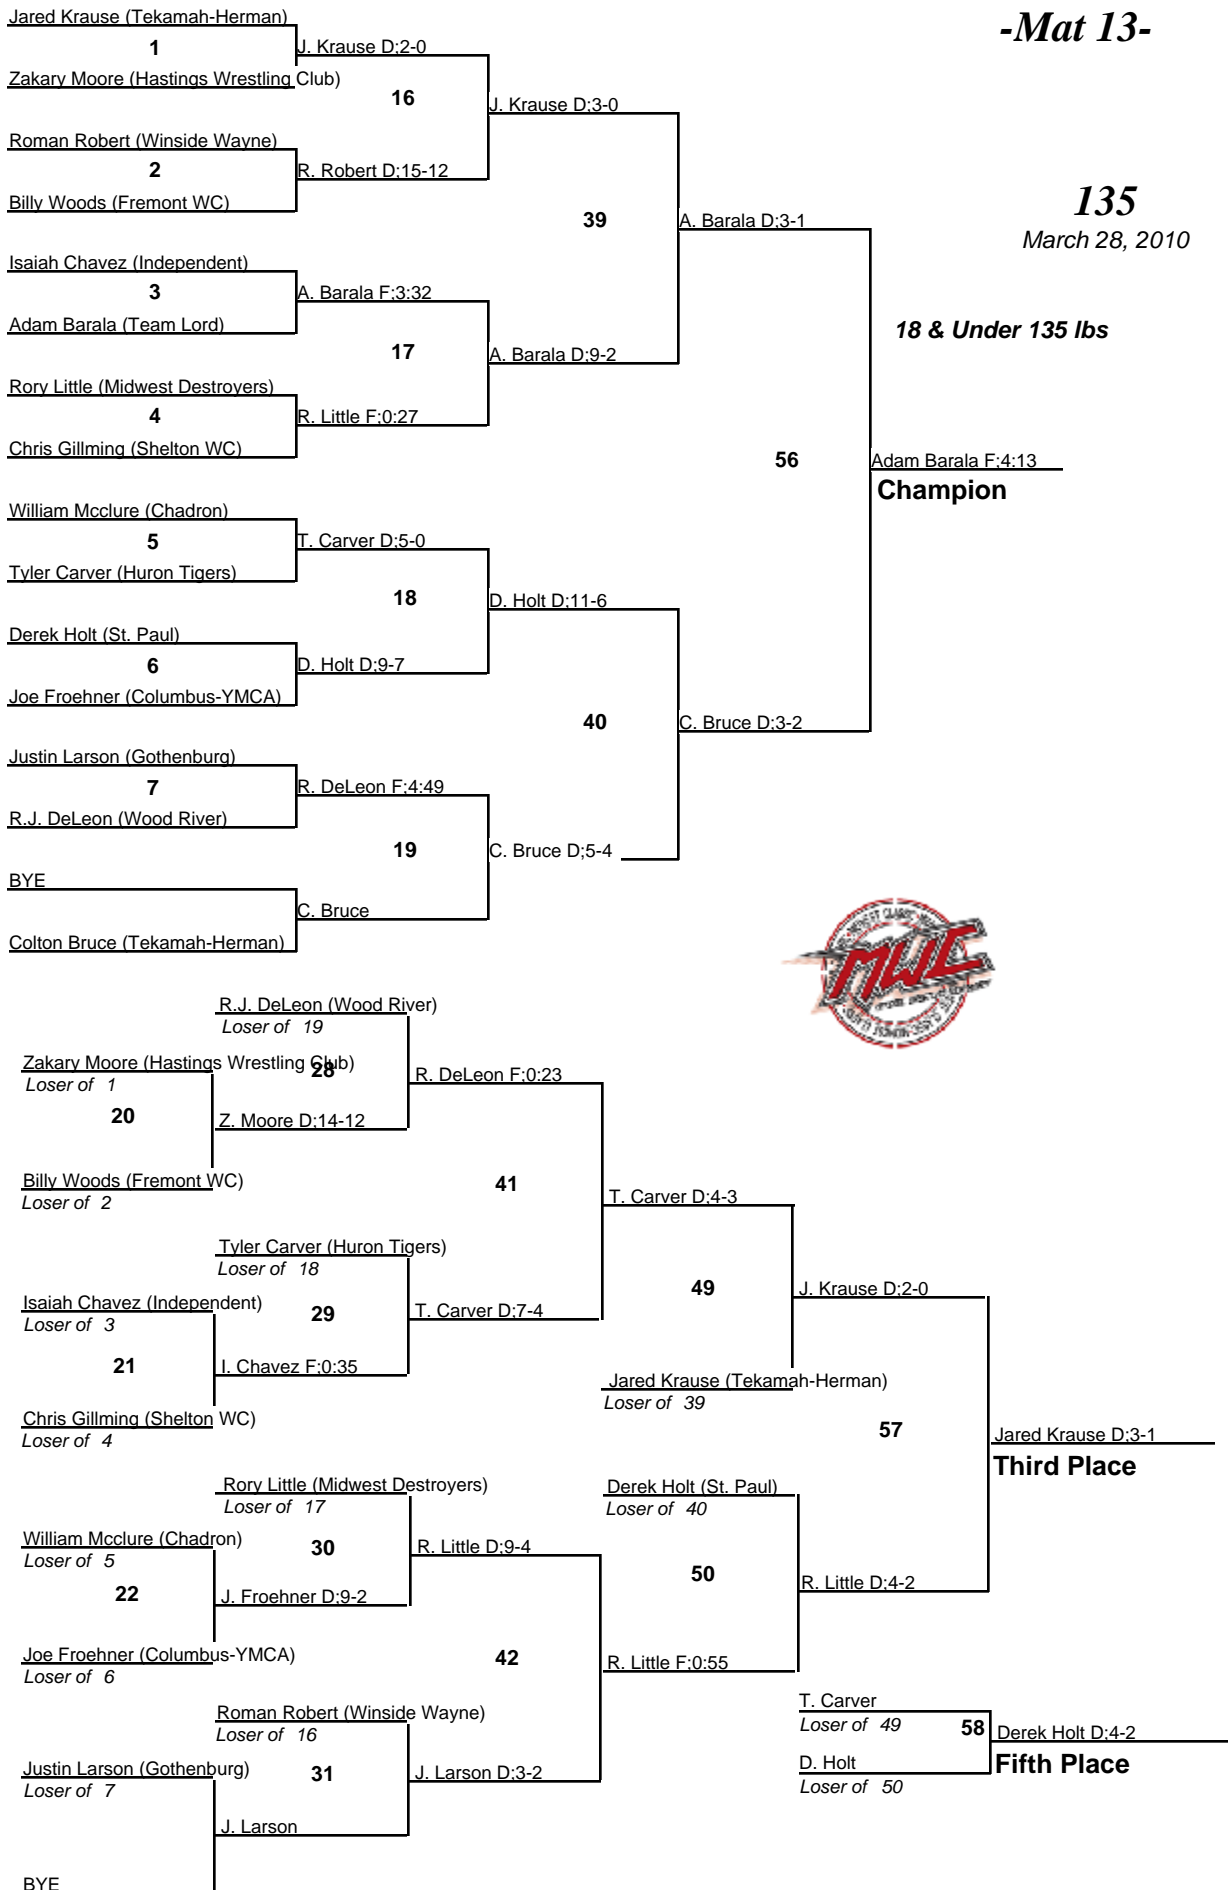 Jared Krause (Tekamah-Herman)
-Mat 13-
1
J. Krause D;2-0
Zakary Moore (Hastings Wrestling Club)
16
J. Krause D;3-0
Roman Robert (Winside Wayne)
2
R. Robert D;15-12
Billy Woods (Fremont WC)
39
A. Barala D;3-1
135
March 28, 2010
Isaiah Chavez (Independent)
3
A. Barala F;3:32
Adam Barala (Team Lord)
18 & Under 135 lbs
17
A. Barala D;9-2
Rory Little (Midwest Destroyers)
4
R. Little F;0:27
Chris Gillming (Shelton WC)
56
Adam Barala F;4:13
Champion
William Mcclure (Chadron)
5
T. Carver D;5-0
Tyler Carver (Huron Tigers)
18
D. Holt D;11-6
Derek Holt (St. Paul)
6
D. Holt D;9-7
Joe Froehner (Columbus-YMCA)
40
C. Bruce D;3-2
Justin Larson (Gothenburg)
7
R. DeLeon F;4:49
R.J. DeLeon (Wood River)
19
C. Bruce D;5-4
BYE
C. Bruce
Colton Bruce (Tekamah-Herman)
MWC
R.J. DeLeon (Wood River)
Loser of 19
Zakary Moore (Hastings Wrestling Club)
28
Loser of 1
R. DeLeon F;0:23
20
Z. Moore D;14-12
Billy Woods (Fremont WC)
Loser of 2
41
T. Carver D;4-3
Tyler Carver (Huron Tigers)
Loser of 18
49
J. Krause D;2-0
Isaiah Chavez (Independent)
Loser of 3
29
T. Carver D;7-4
21
I. Chavez F;0:35
Jared Krause (Tekamah-Herman)
Loser of 39
Chris Gillming (Shelton WC)
Loser of 4
57
Jared Krause D;3-1
Third Place
Rory Little (Midwest Destroyers)
Loser of 17
Derek Holt (St. Paul)
Loser of 40
William Mcclure (Chadron)
Loser of 5
30
R. Little D;9-4
50
R. Little D;4-2
22
J. Froehner D;9-2
Joe Froehner (Columbus-YMCA)
Loser of 6
42
R. Little F;0:55
T. Carver
Loser of 49
58
Derek Holt D;4-2
Fifth Place
D. Holt
Loser of 50
Roman Robert (Winside Wayne)
Loser of 16
Justin Larson (Gothenburg)
Loser of 7
31
J. Larson D;3-2
J. Larson
BYE